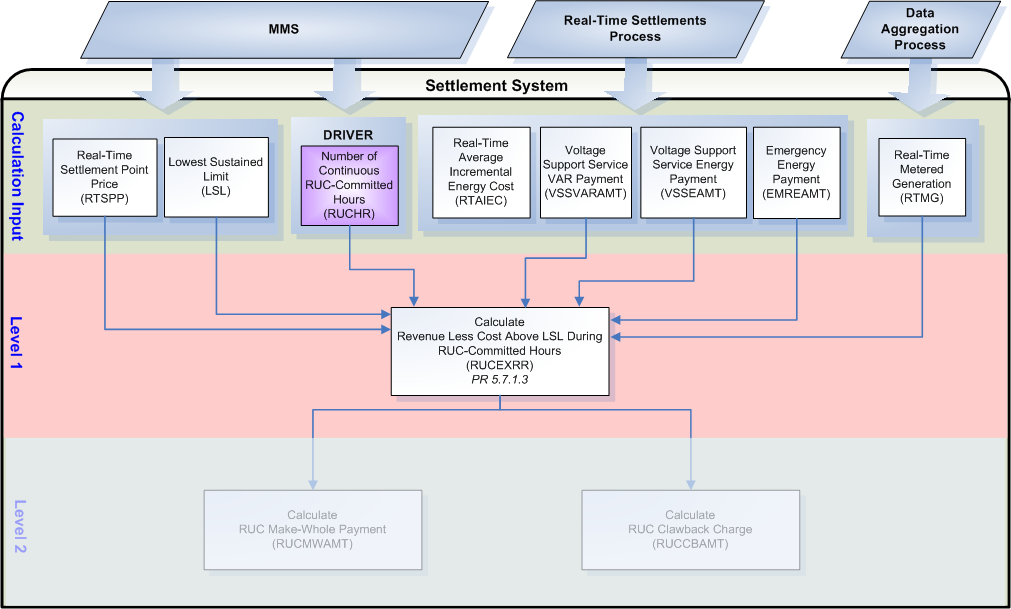 MMS
Real-Time Settlements
Process
Data
Aggregation
Process
Settlement System
Calculation Input
Real-Time
Settlement Point
Price
(RTSPP)
Lowest Sustained
Limit
(LSL)
DRIVER
Number of
Continuous
RUC-Committed
Hours
(RUCHR)
Real-Time
Average
Incremental
Energy Cost
(RTAIEC)
Voltage
Support Service
VAR Payment
(VSSVARAMT)
Voltage Support
Service Energy
Payment
(VSSEAMT)
Emergency
Energy
Payment
(EMREAMT)
Real-Time
Metered
Generation
(RTMG)
Level 1
Calculate
Revenue Less Cost Above LSL During
RUC-Committed Hours
(RUCEXRR)
PR 5.7.1.3
Level 2
Calculate
RUC Make-Whole Payment
(RUCMWAMT)
Calculate
RUC Clawback Charge
(RUCCBAMT)